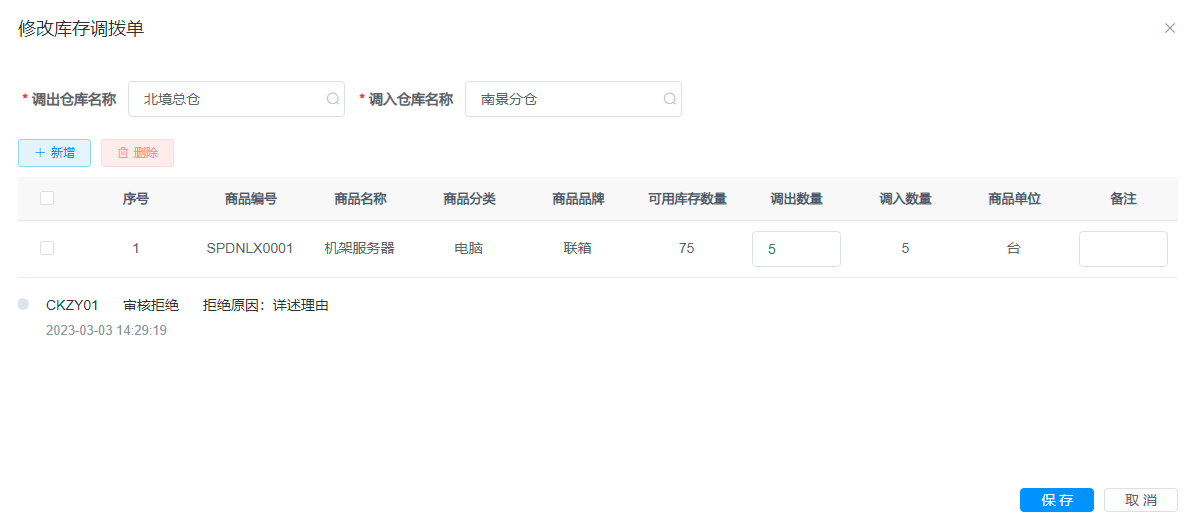 修改库存调拨单
* 调出仓库名称 北境总仓 * 调入仓库名称 南景分仓
新增 删除
序号 商品编号 商品名称 商品分类 商品品牌 可用库存数量 调出数量 调入数量 商品单位 备注
1 SPDNLX0001 机架服务器 电脑 联箱 75 5 5 台
CKZY01 审核拒绝 拒绝原因：详述理由
2023-03-03 14:29:19
保存 取消